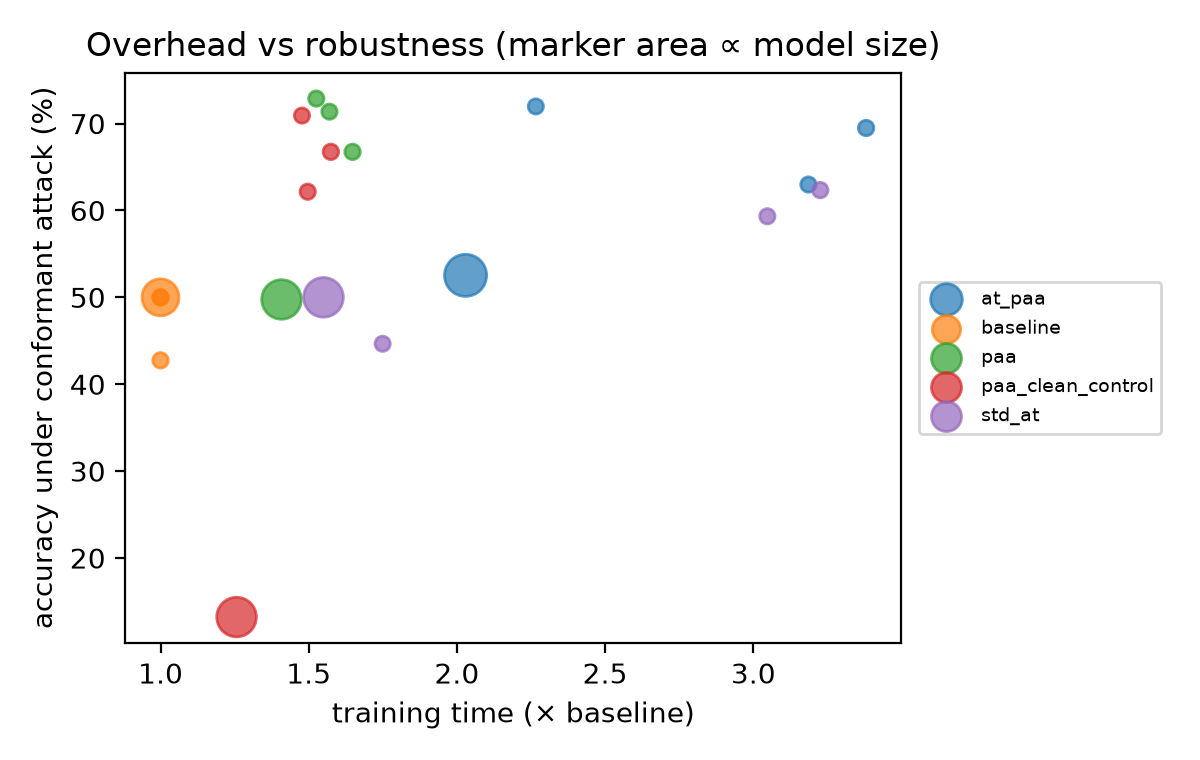 Overhead vs robustness (marker area ∝ model size)
accuracy under conformant attack (%)
70
60
50
40
30
20
1.0 1.5 2.0 2.5 3.0
training time (× baseline)
at_paa
baseline
paa
paa_clean_control
std_at